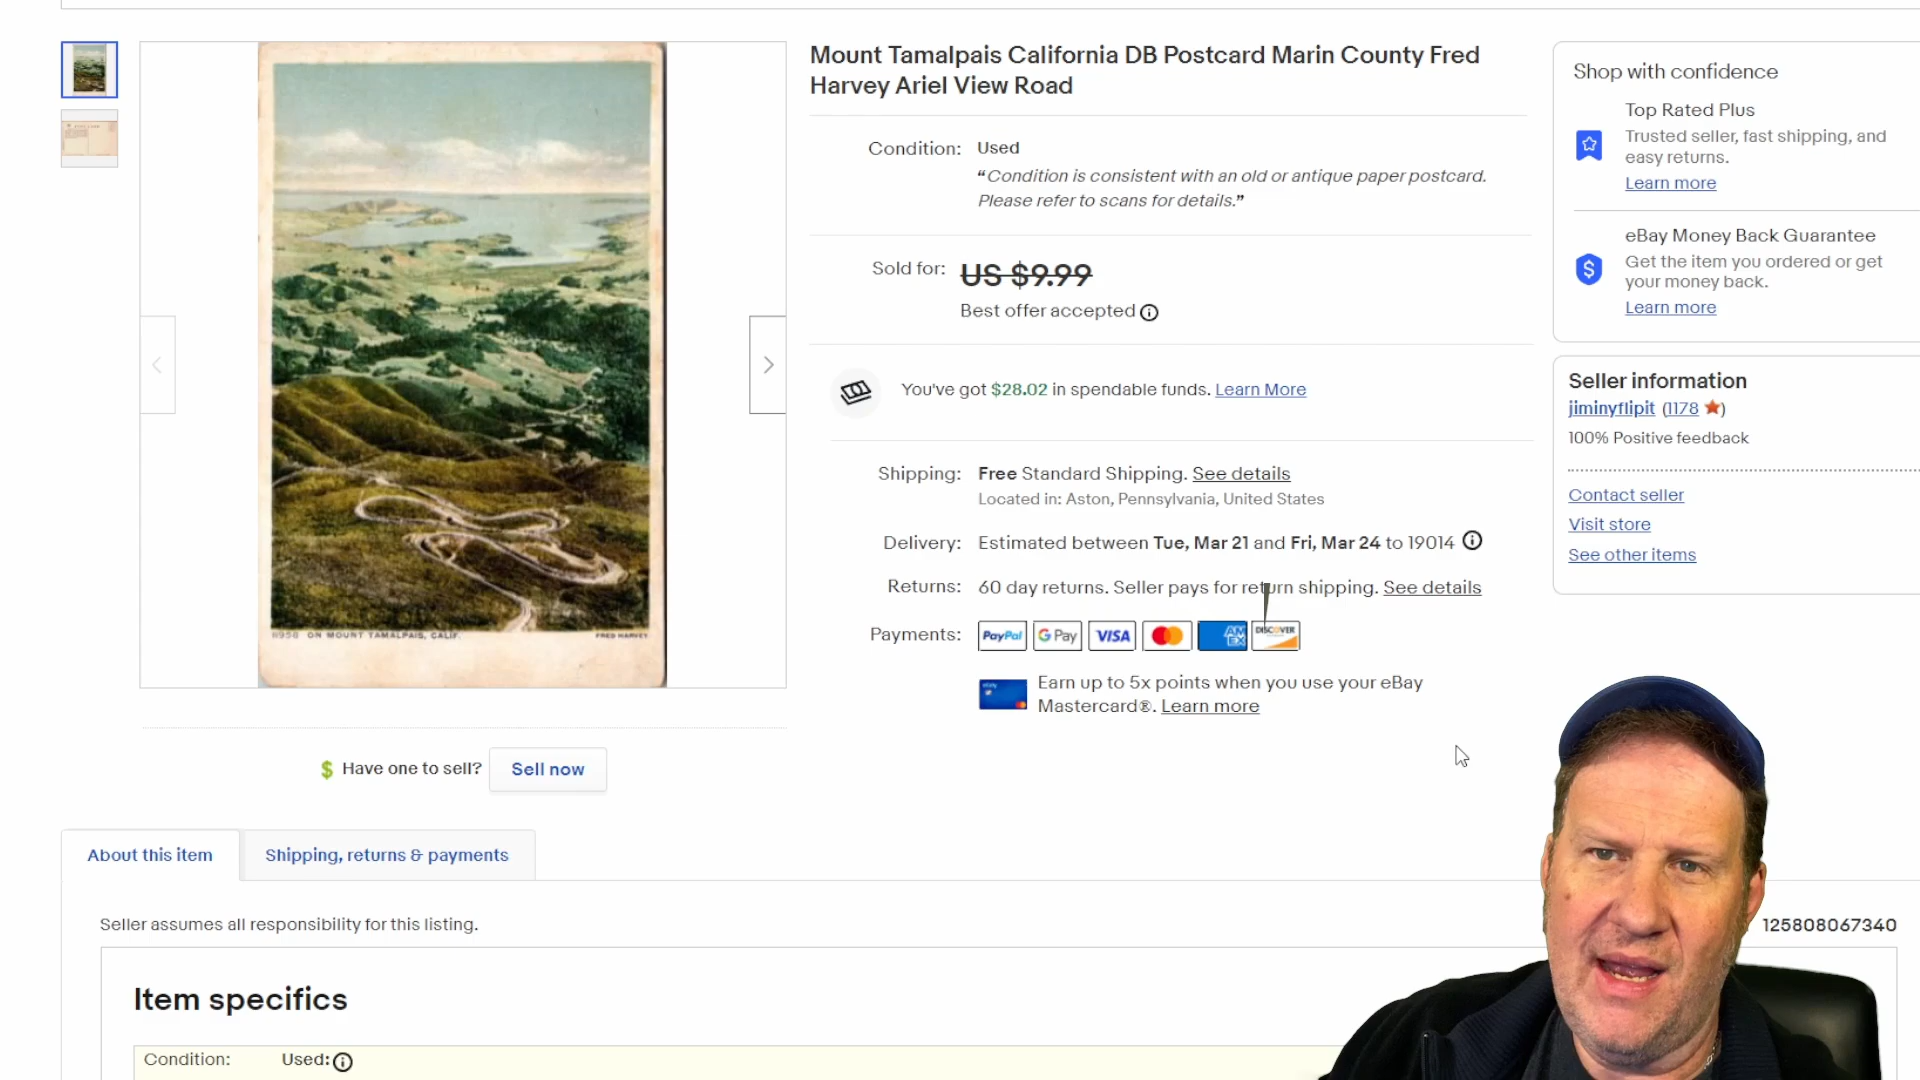 Mount Tamalpais California DB Postcard Marin County Fred
Harvey Ariel View Road
Condition: Used
“Condition is consistent with an old or antique paper postcard.
Please refer to scans for details.”
Sold for: US $9.99
Best offer accepted
You've got $28.02 in spendable funds. Learn More
Shipping: Free Standard Shipping. See details
Located in: Aston, Pennsylvania, United States
Delivery: Estimated between Tue, Mar 21 and Fri, Mar 24 to 19014
Returns: 60 day returns. Seller pays for return shipping. See details
Payments: PayPal G Pay VISA AM EX DISCOVER
Earn up to 5x points when you use your eBay
Mastercard®. Learn more
11958 ON MOUNT TAMALPAIS, CALIF. FRED HARVEY
$ Have one to sell? Sell now
Shop with confidence
Top Rated Plus
Trusted seller, fast shipping, and
easy returns.
Learn more
eBay Money Back Guarantee
$ Get the item you ordered or get
your money back.
Learn more
Seller information
jiminyflipit (1178)
100% Positive feedback
Contact seller
Visit store
See other items
About this item
Shipping, returns & payments
Seller assumes all responsibility for this listing.
125808067340
Item specifics
Condition: Used: